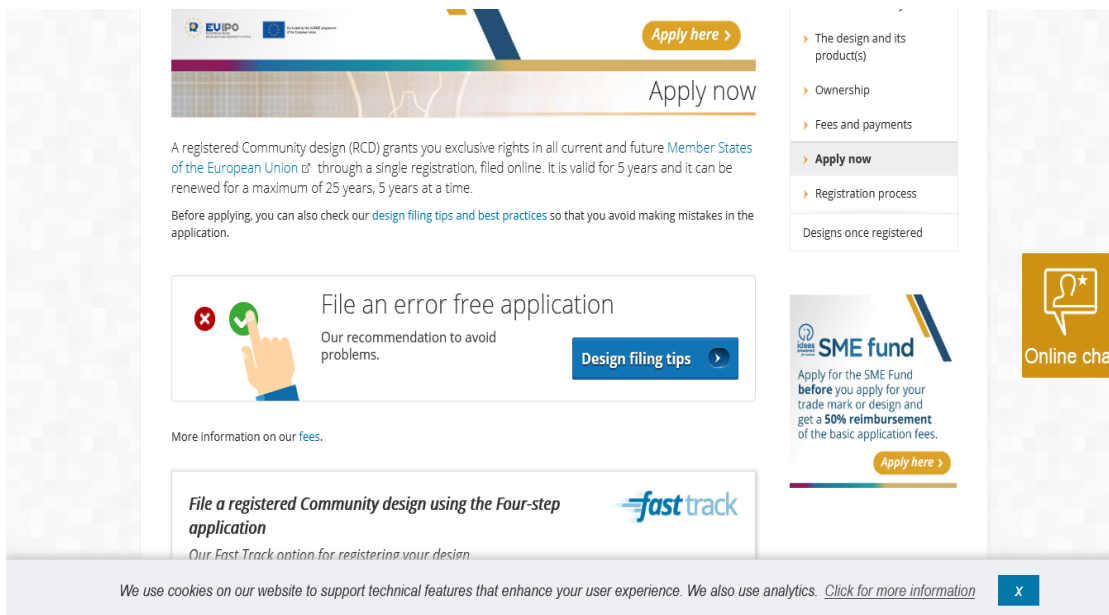 EUIPO
Apply here
Apply now
A registered Community design (RCD) grants you exclusive rights in all current and future Member States
of the European Union through a single registration, filed online. It is valid for 5 years and it can be
renewed for a maximum of 25 years, 5 years at a time.
Before applying, you can also check our design filing tips and best practices so that you avoid making mistakes in the
application.
File an error free application
Our recommendation to avoid
problems.
Design filing tips
More information on our fees.
File a registered Community design using the Four-step
application
fast track
Our Fast Track option for registering your design
The design and its
product(s)
Ownership
Fees and payments
Apply now
Registration process
Designs once registered
ideas
SME fund
Apply for the SME Fund
before you apply for your
trade mark or design and
get a 50% reimbursement
of the basic application fees.
Apply here
Online cha
We use cookies on our website to support technical features that enhance your user experience. We also use analytics. Click for more information
x